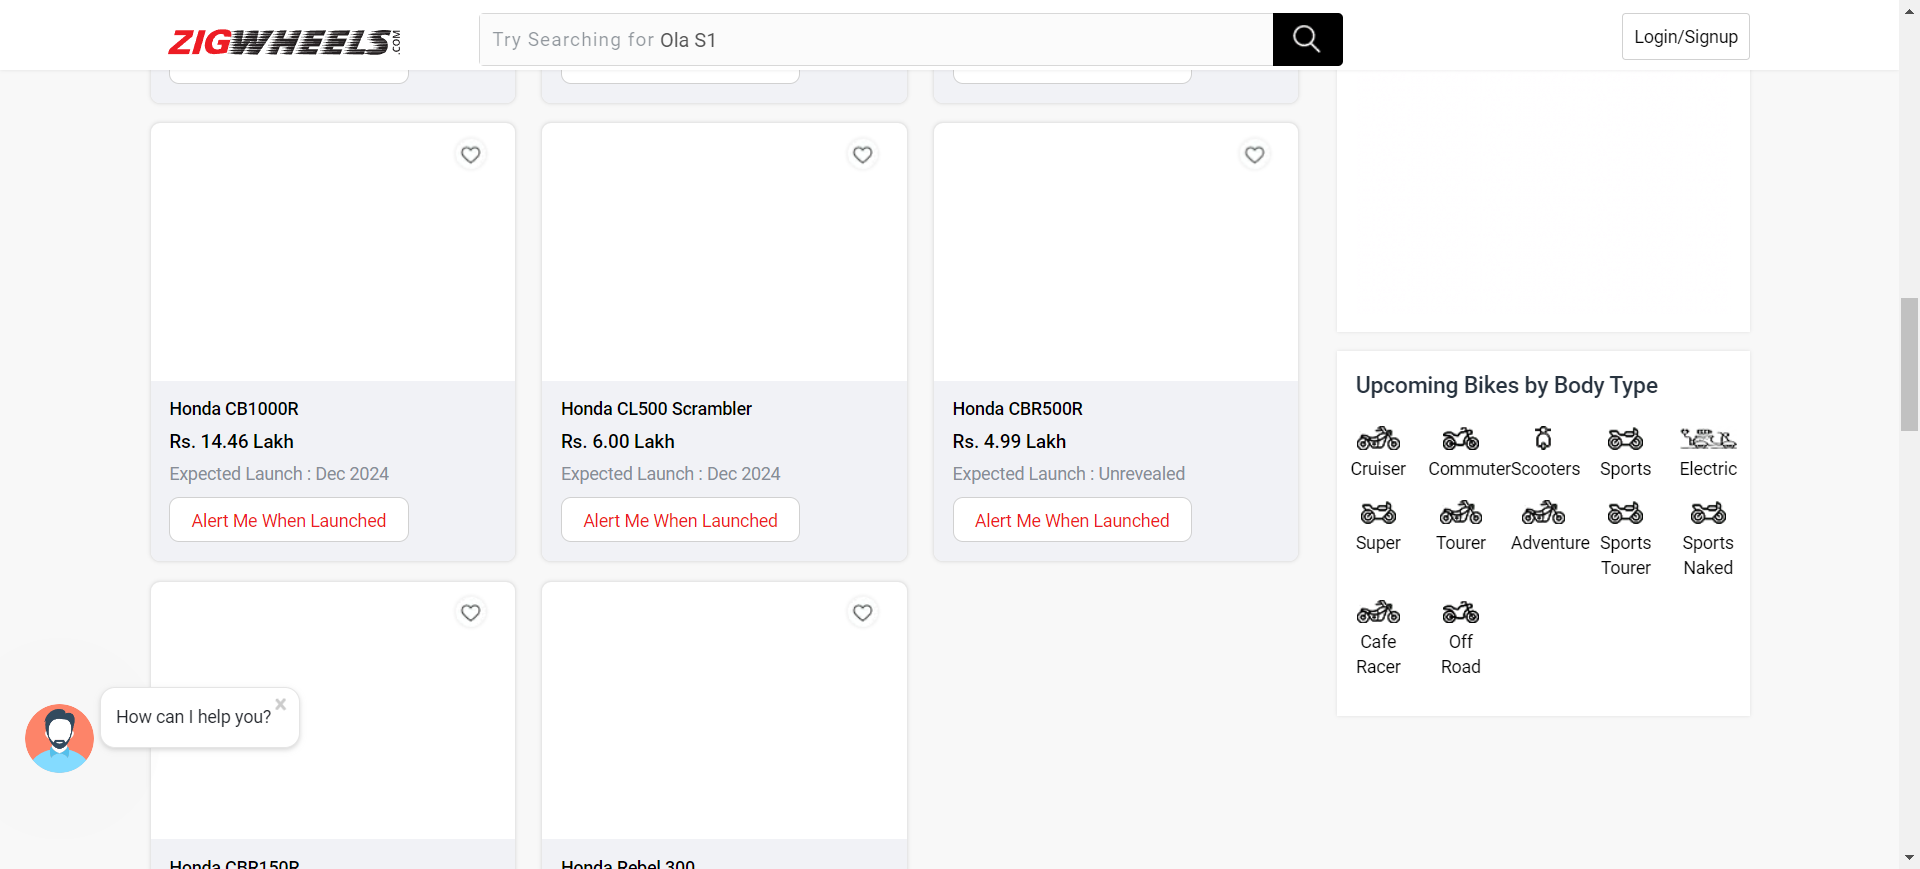 ZIGWHEELS.COM
Try Searching for Ola S1
Login/Signup
Honda CB1000R
Rs. 14.46 Lakh
Expected Launch : Dec 2024
Alert Me When Launched
Honda CL500 Scrambler
Rs. 6.00 Lakh
Expected Launch : Dec 2024
Alert Me When Launched
Honda CBR500R
Rs. 4.99 Lakh
Expected Launch : Unrevealed
Alert Me When Launched
Honda CBR150R
Honda Rebel 300
Upcoming Bikes by Body Type
Cruiser
Commuter
Scooters
Sports
Electric
Super
Tourer
Adventure
Sports
Tourer
Sports
Naked
Cafe
Racer
Off
Road
How can I help you?